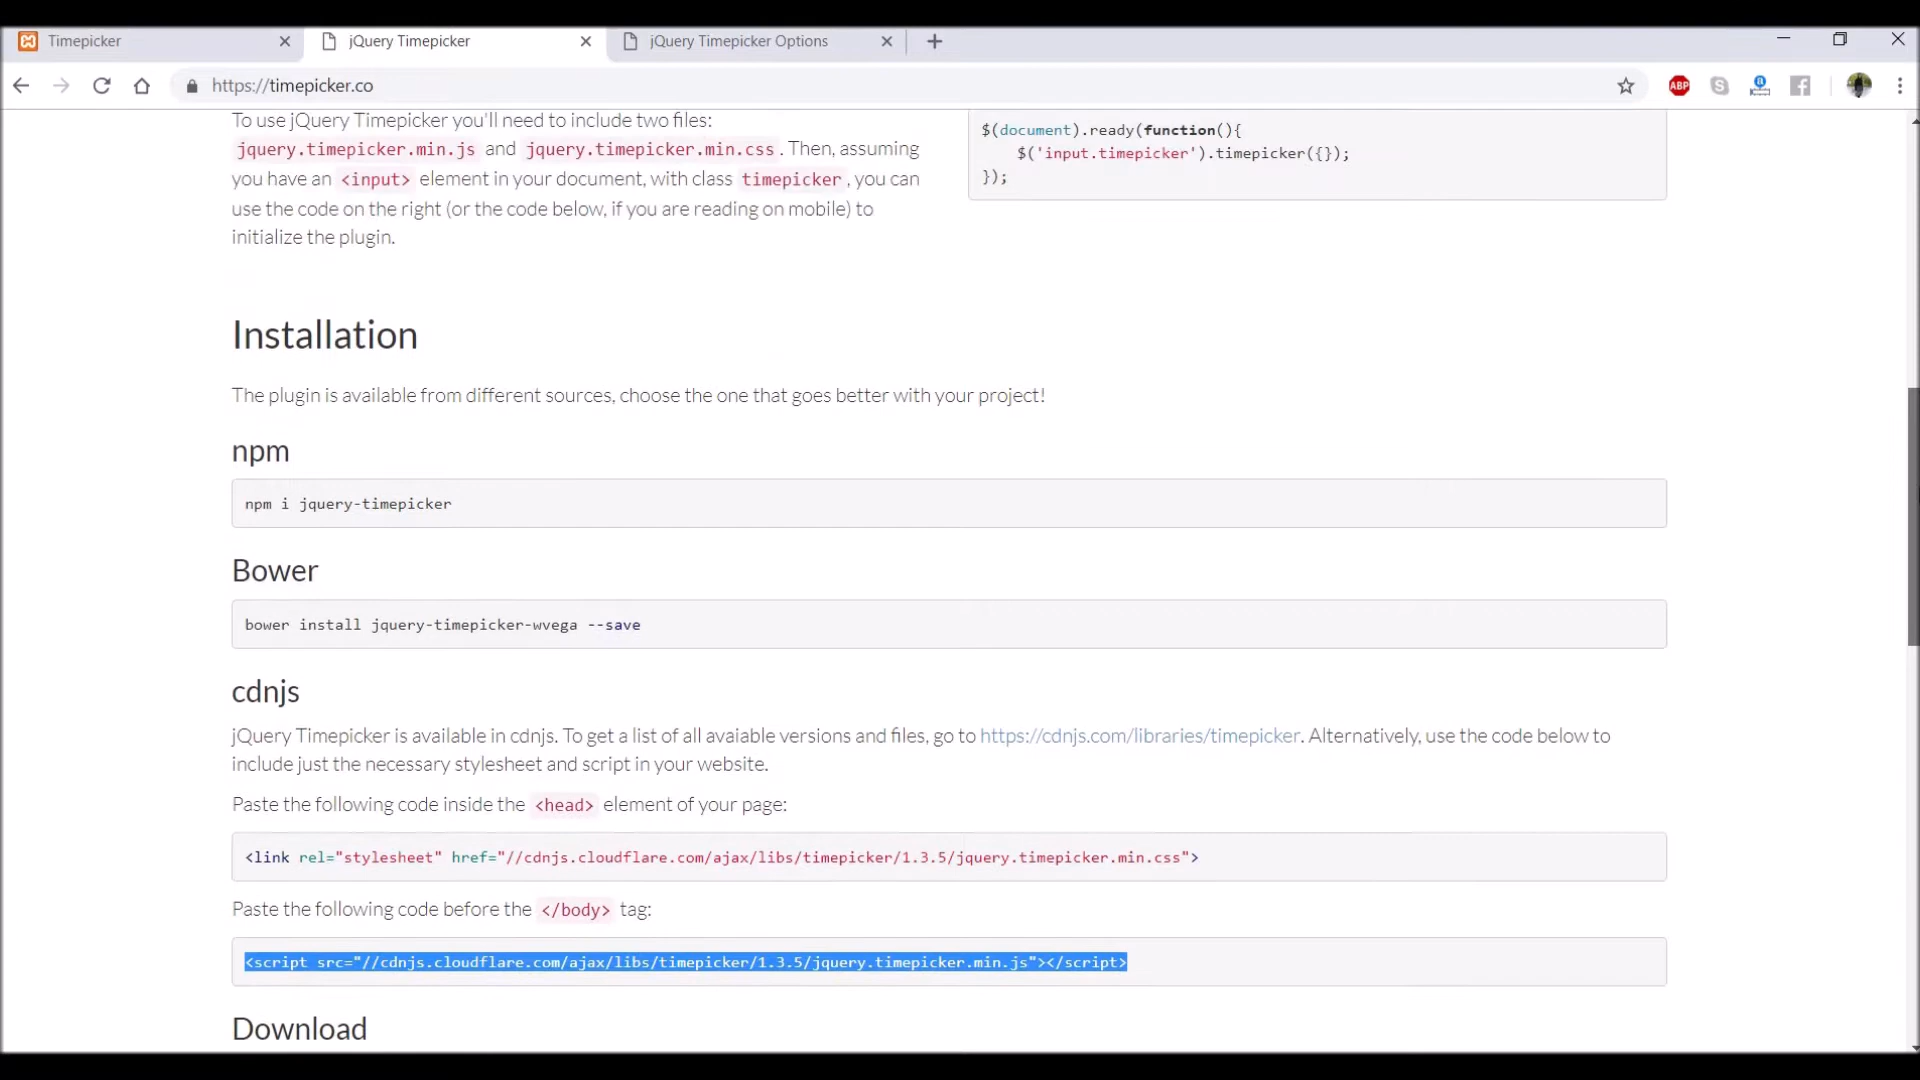 Timepicker
jQuery Timepicker
jQuery Timepicker Options
https://timepicker.co
ABP
To use jQuery Timepicker you'll need to include two files:
jquery.timepicker.min.js and jquery.timepicker.min.css. Then, assuming
you have an <input> element in your document, with class timepicker, you can
use the code on the right (or the code below, if you are reading on mobile) to
initialize the plugin.
$(document).ready(function(){
$('input.timepicker').timepicker({});
});
Installation
The plugin is available from different sources, choose the one that goes better with your project!
npm
npm i jquery-timepicker
Bower
bower install jquery-timepicker-wvega --save
cdnjs
jQuery Timepicker is available in cdnjs. To get a list of all avaiable versions and files, go to https://cdnjs.com/libraries/timepicker. Alternatively, use the code below to
include just the necessary stylesheet and script in your website.
Paste the following code inside the <head> element of your page:
<link rel="stylesheet" href="//cdnjs.cloudflare.com/ajax/libs/timepicker/1.3.5/jquery.timepicker.min.css">
Paste the following code before the </body> tag:
<script src="//cdnjs.cloudflare.com/ajax/libs/timepicker/1.3.5/jquery.timepicker.min.js"></script>
Download